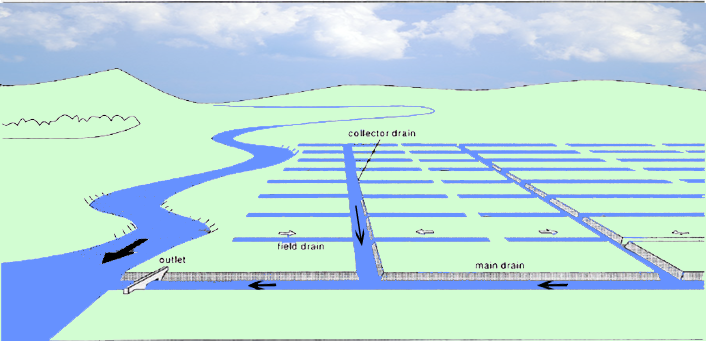 collector drain
field drain
outlet
main drain